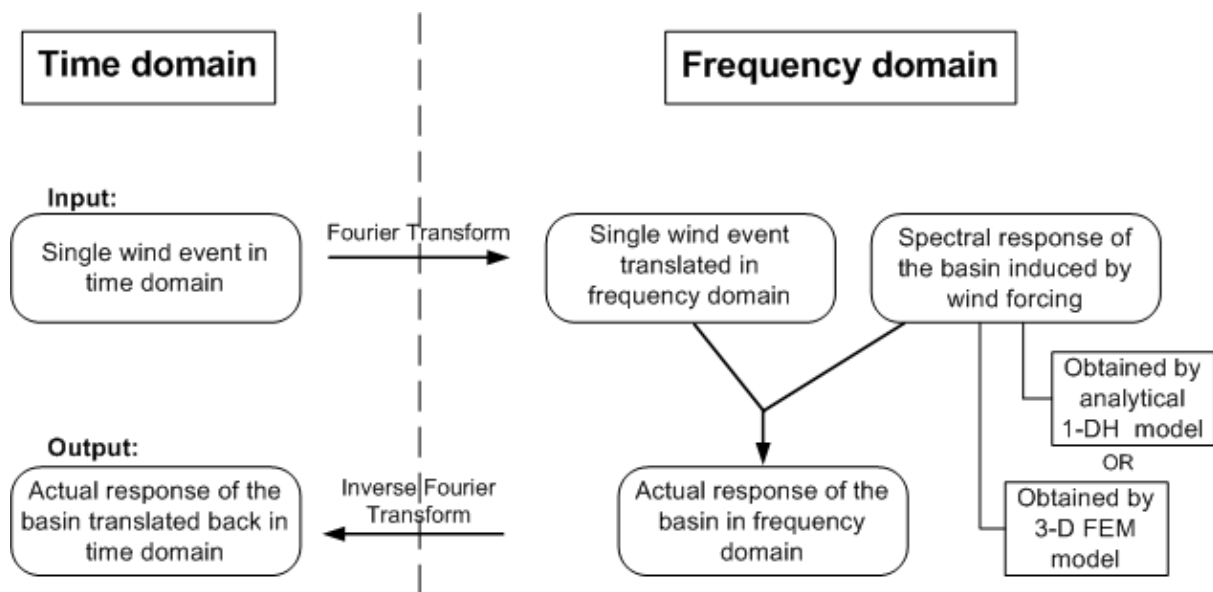 Time domain
Frequency domain
Input:
Single wind event in
time domain
Fourier Transform
Single wind event
translated in
frequency domain
Spectral response of
the basin induced by
wind forcing
Obtained by
analytical
1-DH model
OR
Obtained by
3-D FEM
model
Output:
Actual response of the
basin translated back in
time domain
Inverse Fourier
Transform
Actual response of the
basin in frequency
domain